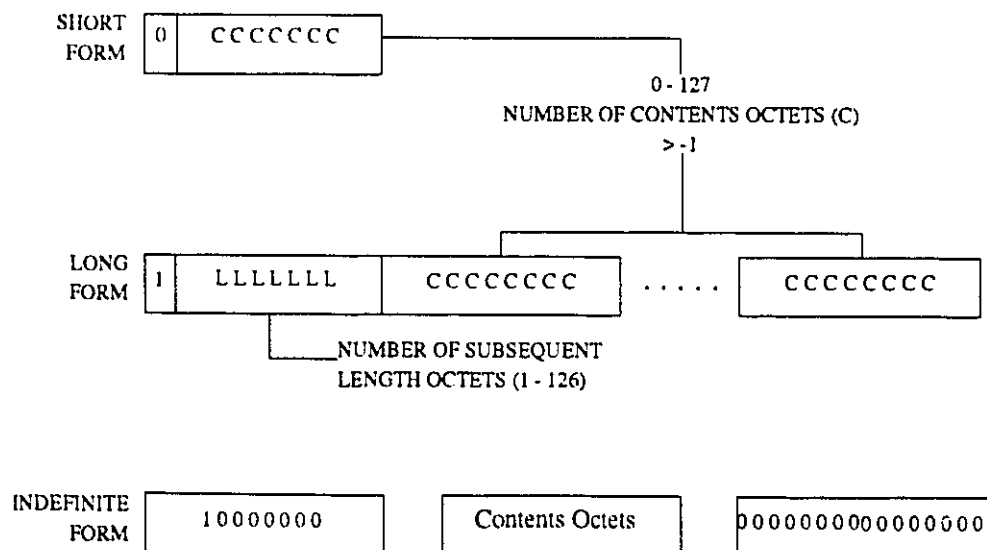 SHORT
FORM
0 CCCCCCC
0 - 127
NUMBER OF CONTENTS OCTETS (C)
> -1
LONG
FORM
1 LLLLLLL CCCCCCCC ..... CCCCCCCC
NUMBER OF SUBSEQUENT
LENGTH OCTETS (1 - 126)
INDEFINITE
FORM
10000000 Contents Octets 0000000000000000